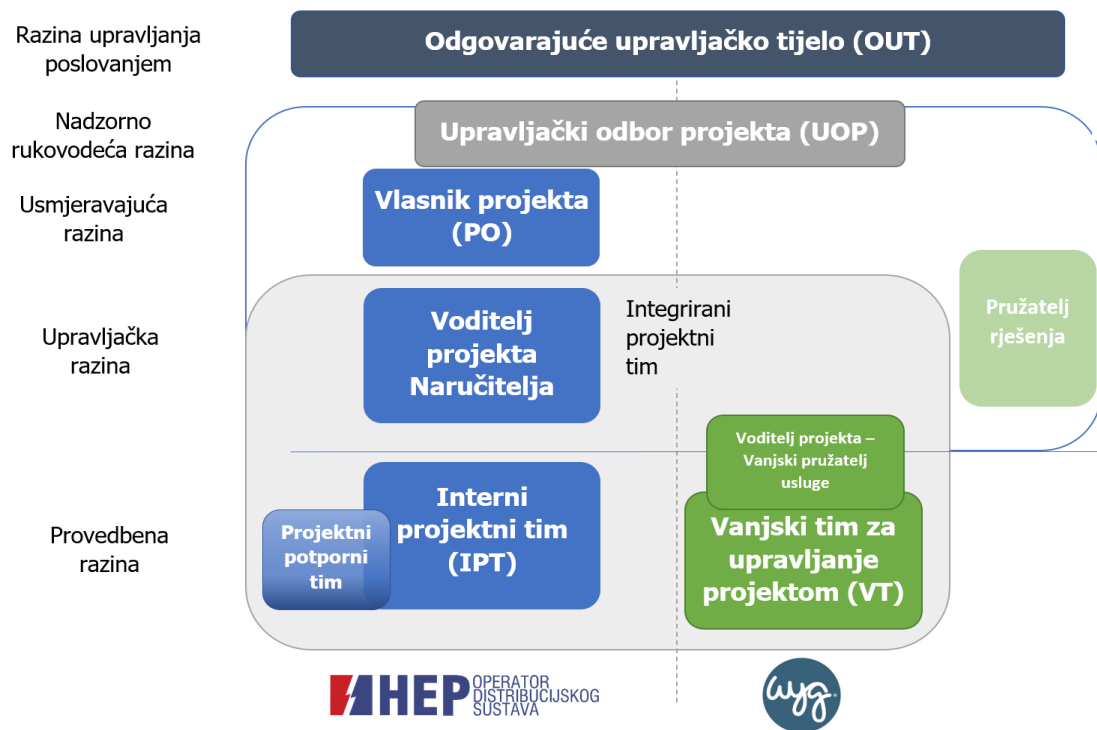 Razina upravljanja
poslovanjem
Odgovarajuće upravljačko tijelo (OUT)
Nadzorno
rukovodeća razina
Upravljački odbor projekta (UOP)
Usmjeravajuća
razina
Vlasnik projekta
(PO)
Upravljačka
razina
Voditelj
projekta
Naručitelja
Integrirani
projektni
tim
Pružatelj
rješenja
Provedbena
razina
Projektni
potporni
tim
Interni
projektni tim
(IPT)
Voditelj projekta –
Vanjski pružatelj
usluge
Vanjski tim za
upravljanje
projektom (VT)
HEP
OPERATOR
DISTRIBUCIJSKOG
SUSTAVA
wyg